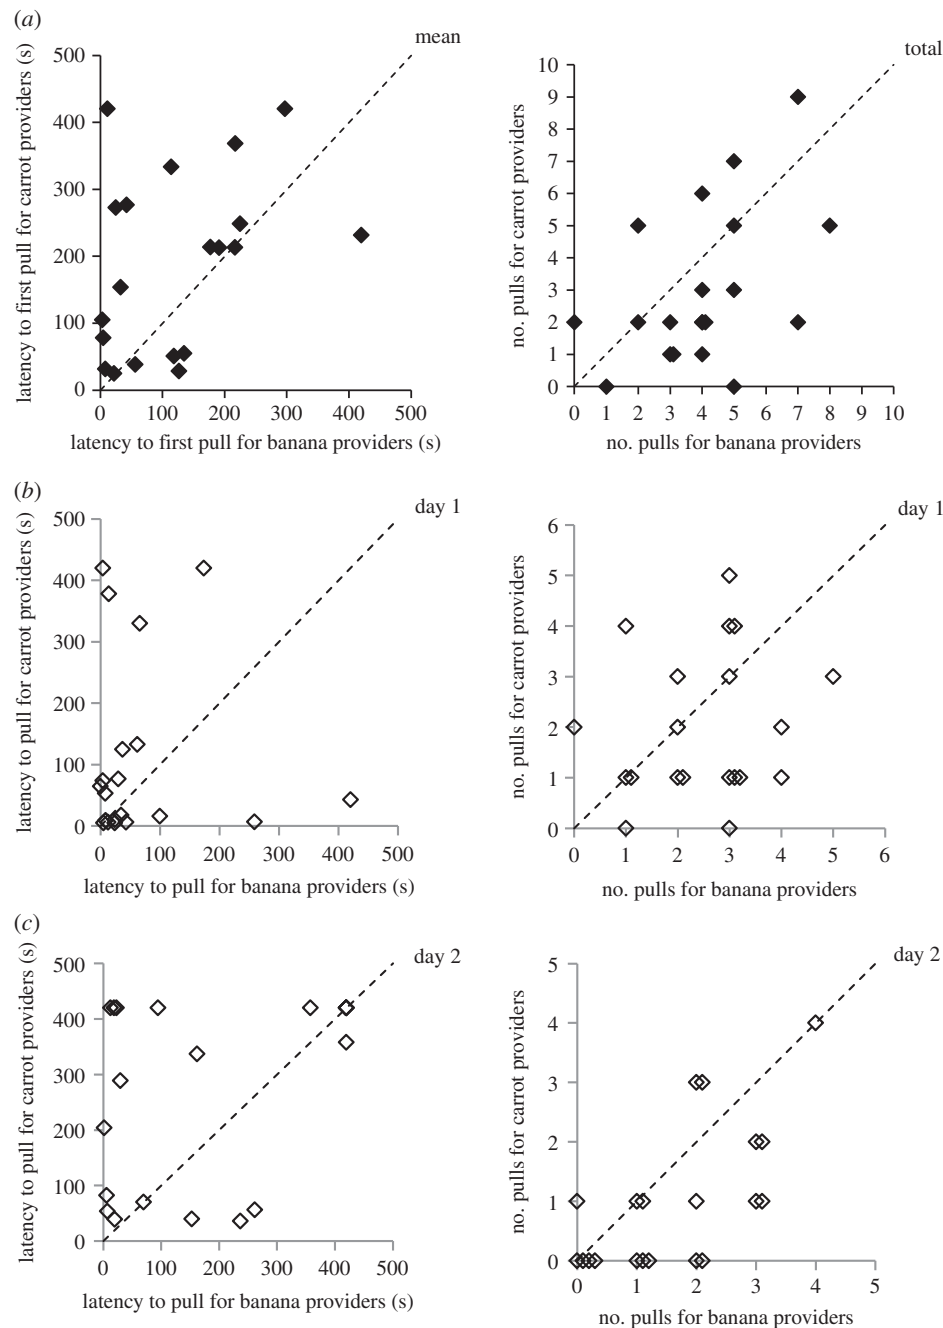 (a)
mean
500
400
300
200
100
0
latency to first pull for carrot providers (s)
0 100 200 300 400 500
latency to first pull for banana providers (s)
total
10
9
8
7
6
5
4
3
2
1
0
no. pulls for carrot providers
0 1 2 3 4 5 6 7 8 9 10
no. pulls for banana providers
(b)
day 1
500
400
300
200
100
0
latency to pull for carrot providers (s)
0 100 200 300 400 500
latency to pull for banana providers (s)
day 1
6
5
4
3
2
1
0
no. pulls for carrot providers
0 1 2 3 4 5 6
no. pulls for banana providers
(c)
day 2
500
400
300
200
100
0
latency to pull for carrot providers (s)
0 100 200 300 400 500
latency to pull for banana providers (s)
day 2
5
4
3
2
1
0
no. pulls for carrot providers
0 1 2 3 4 5
no. pulls for banana providers